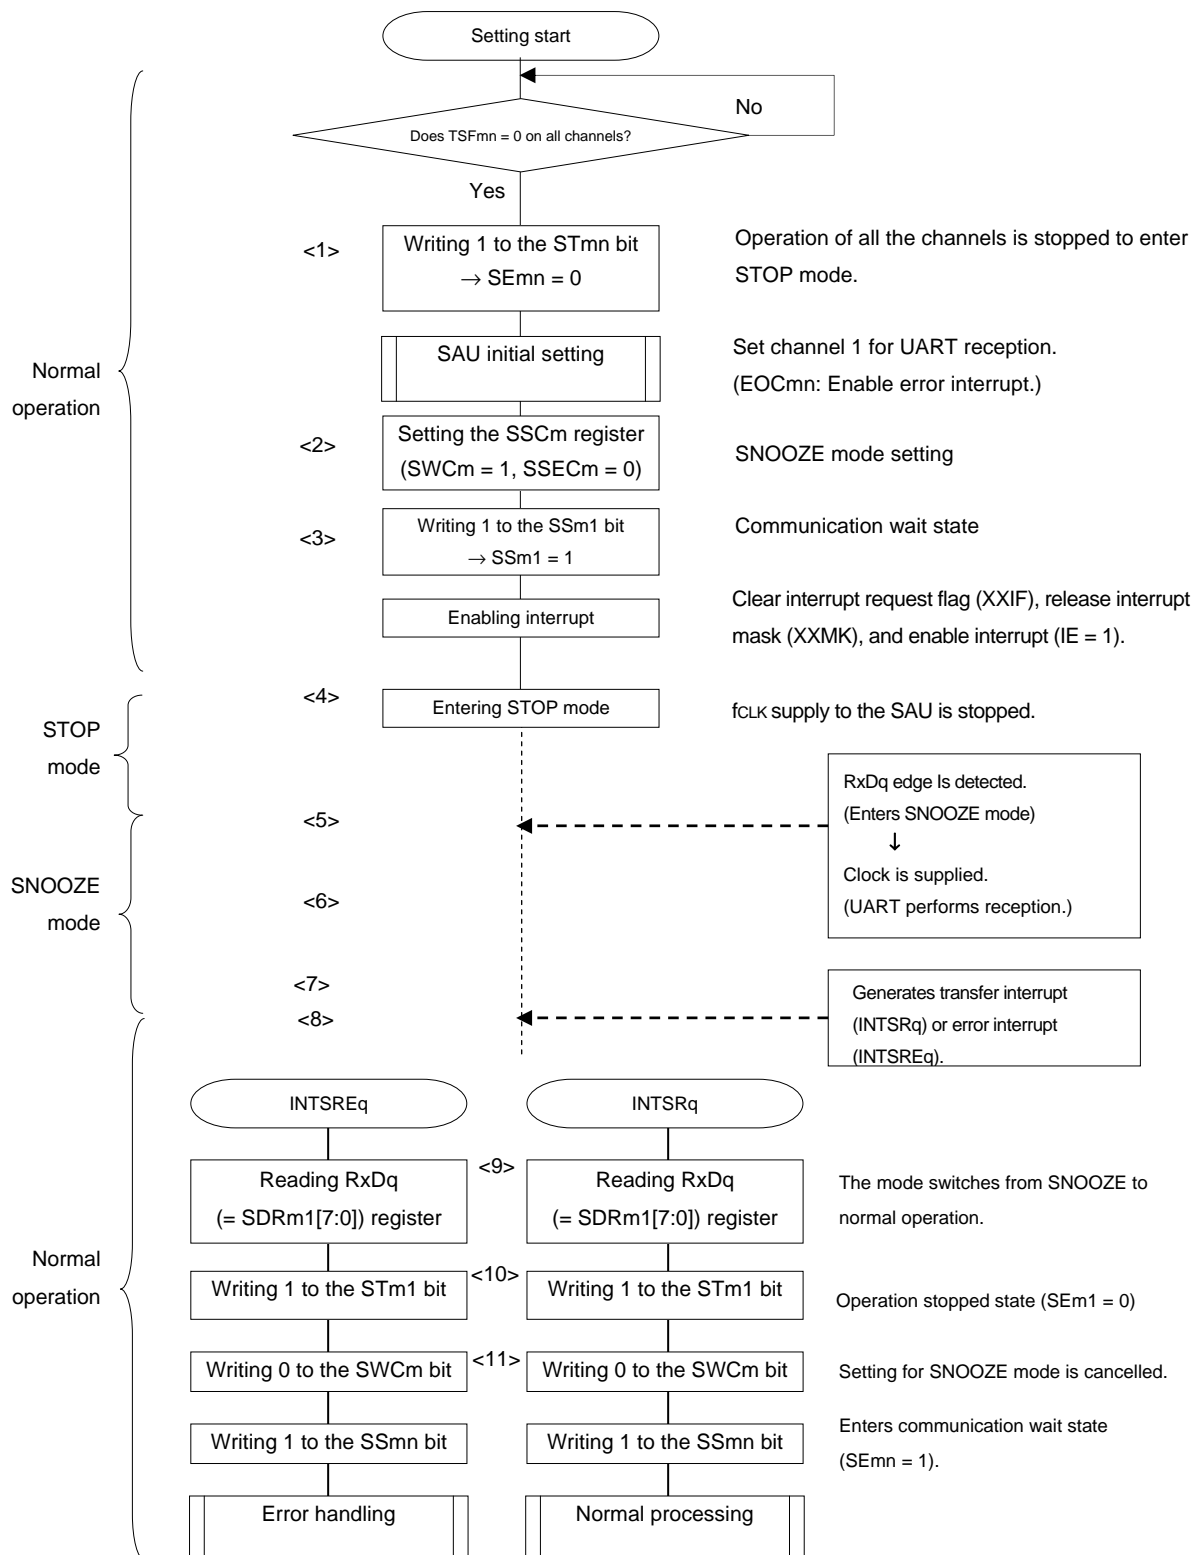 Setting start
No
Does TSFmn = 0 on all channels?
Yes
<1>
Writing 1 to the STmn bit
→ SEmn = 0
Operation of all the channels is stopped to enter
STOP mode.
SAU initial setting
Set channel 1 for UART reception.
(EOCmn: Enable error interrupt.)
Normal
operation
<2>
Setting the SSCm register
(SWCm = 1, SSECm = 0)
SNOOZE mode setting
<3>
Writing 1 to the SSm1 bit
→ SSm1 = 1
Communication wait state
Enabling interrupt
Clear interrupt request flag (XXIF), release interrupt
mask (XXMK), and enable interrupt (IE = 1).
<4>
Entering STOP mode
fCLK supply to the SAU is stopped.
STOP
mode
RxDq edge Is detected.
(Enters SNOOZE mode)
↓
Clock is supplied.
(UART performs reception.)
<5>
SNOOZE
mode
<6>
<7>
<8>
Generates transfer interrupt
(INTSRq) or error interrupt
(INTSREq).
INTSREq
INTSRq
Reading RxDq
(= SDRm1[7:0]) register
<9>
Reading RxDq
(= SDRm1[7:0]) register
The mode switches from SNOOZE to
normal operation.
Normal
operation
Writing 1 to the STm1 bit
<10>
Writing 1 to the STm1 bit
Operation stopped state (SEm1 = 0)
Writing 0 to the SWCm bit
<11>
Writing 0 to the SWCm bit
Setting for SNOOZE mode is cancelled.
Writing 1 to the SSmn bit
Writing 1 to the SSmn bit
Enters communication wait state
(SEmn = 1).
Error handling
Normal processing